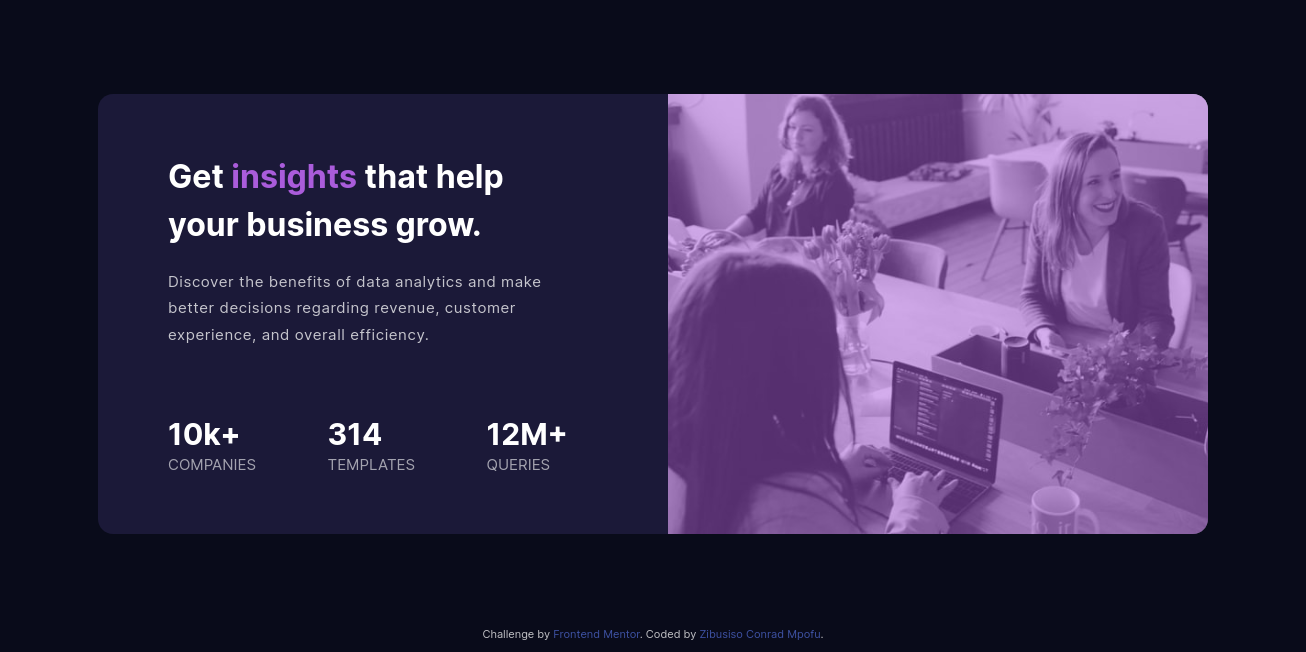 Get insights that help
your business grow.
Discover the benefits of data analytics and make
better decisions regarding revenue, customer
experience, and overall efficiency.
10k+ 314 12M+
COMPANIES TEMPLATES QUERIES
Challenge by Frontend Mentor. Coded by Zibusiso Conrad Mpofu.